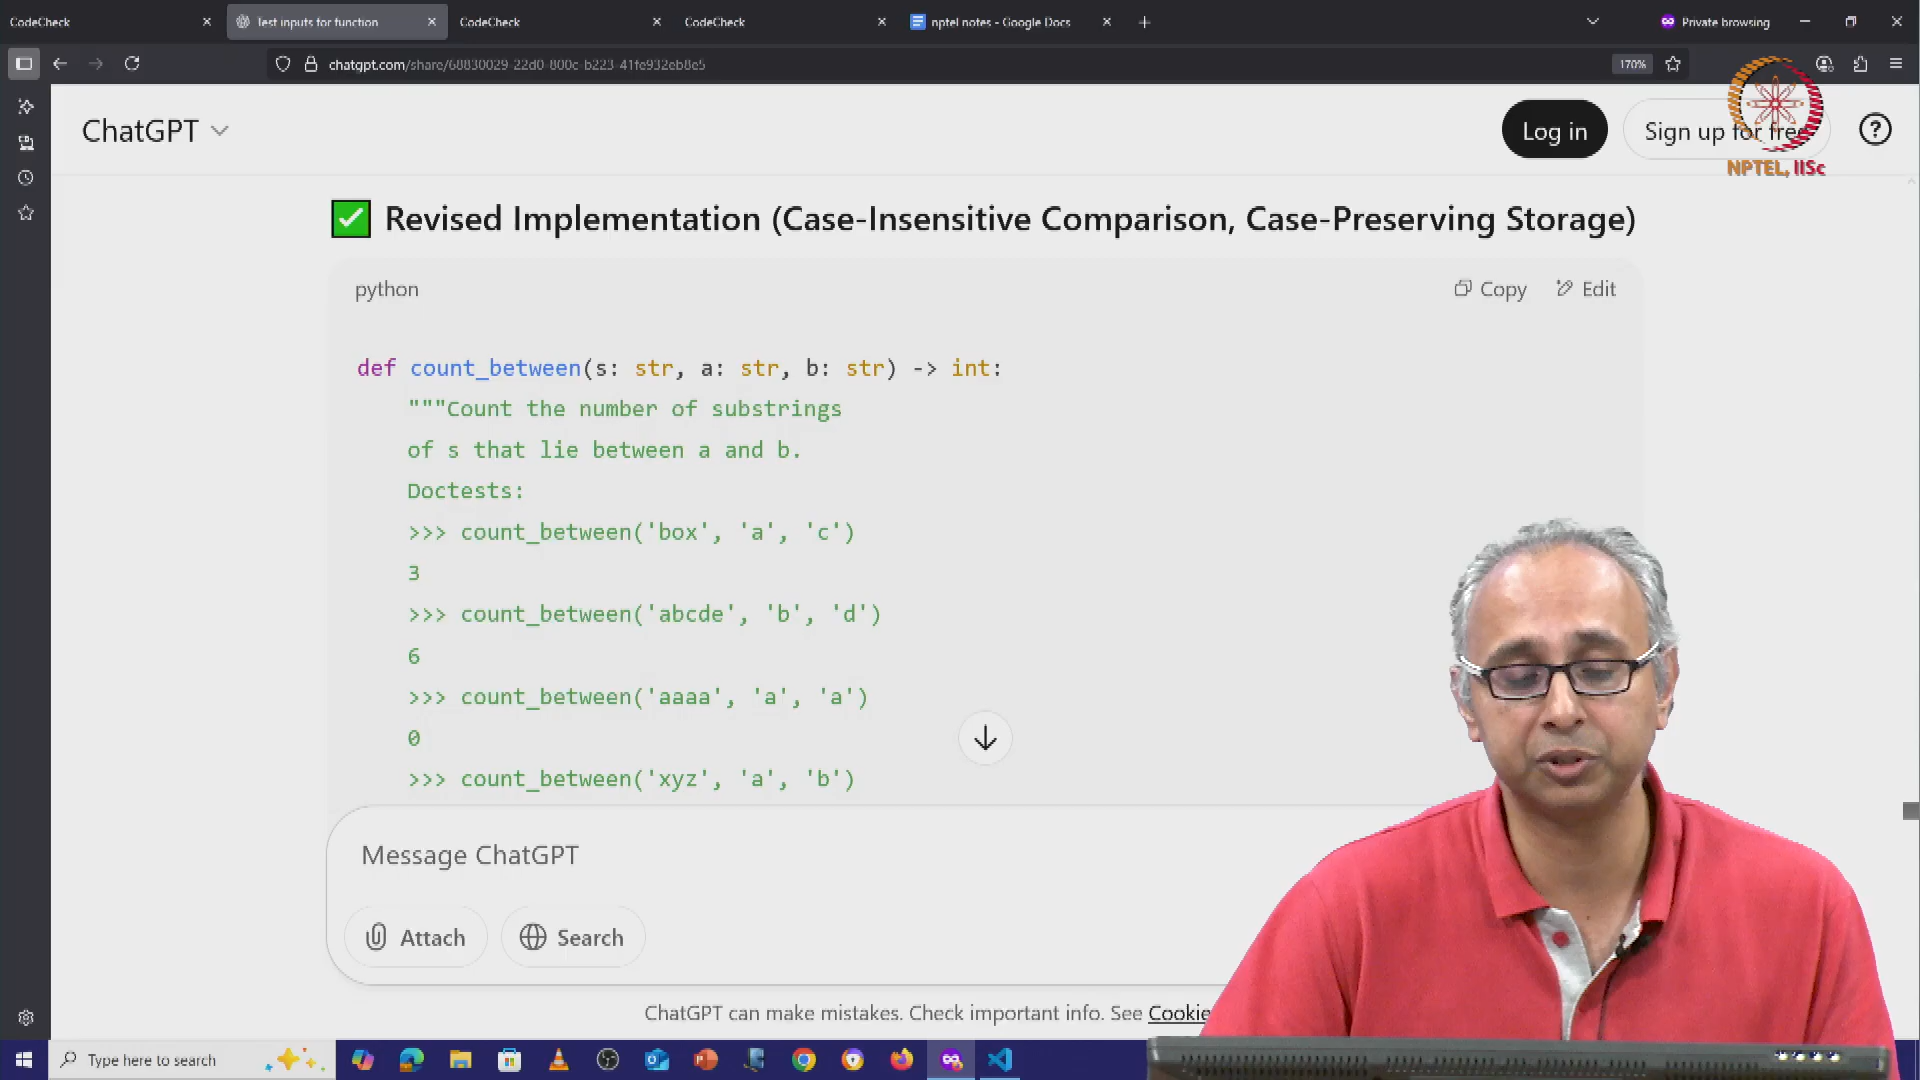 CodeCheck
Test inputs for function
CodeCheck
CodeCheck
nptel notes - Google Docs
Private browsing
chatgpt.com/share/68830029-22d0-800c-b223-41fe932eb8e5
170%
ChatGPT
Log in
Sign up for free
NPTEL, IISc
Revised Implementation (Case-Insensitive Comparison, Case-Preserving Storage)
python
Copy
Edit
def count_between(s: str, a: str, b: str) -> int:
"""Count the number of substrings
of s that lie between a and b.
Doctests:
>>> count_between('box', 'a', 'c')
3
>>> count_between('abcde', 'b', 'd')
6
>>> count_between('aaaa', 'a', 'a')
0
>>> count_between('xyz', 'a', 'b')
Message ChatGPT
Attach
Search
ChatGPT can make mistakes. Check important info. See Cookie
Type here to search